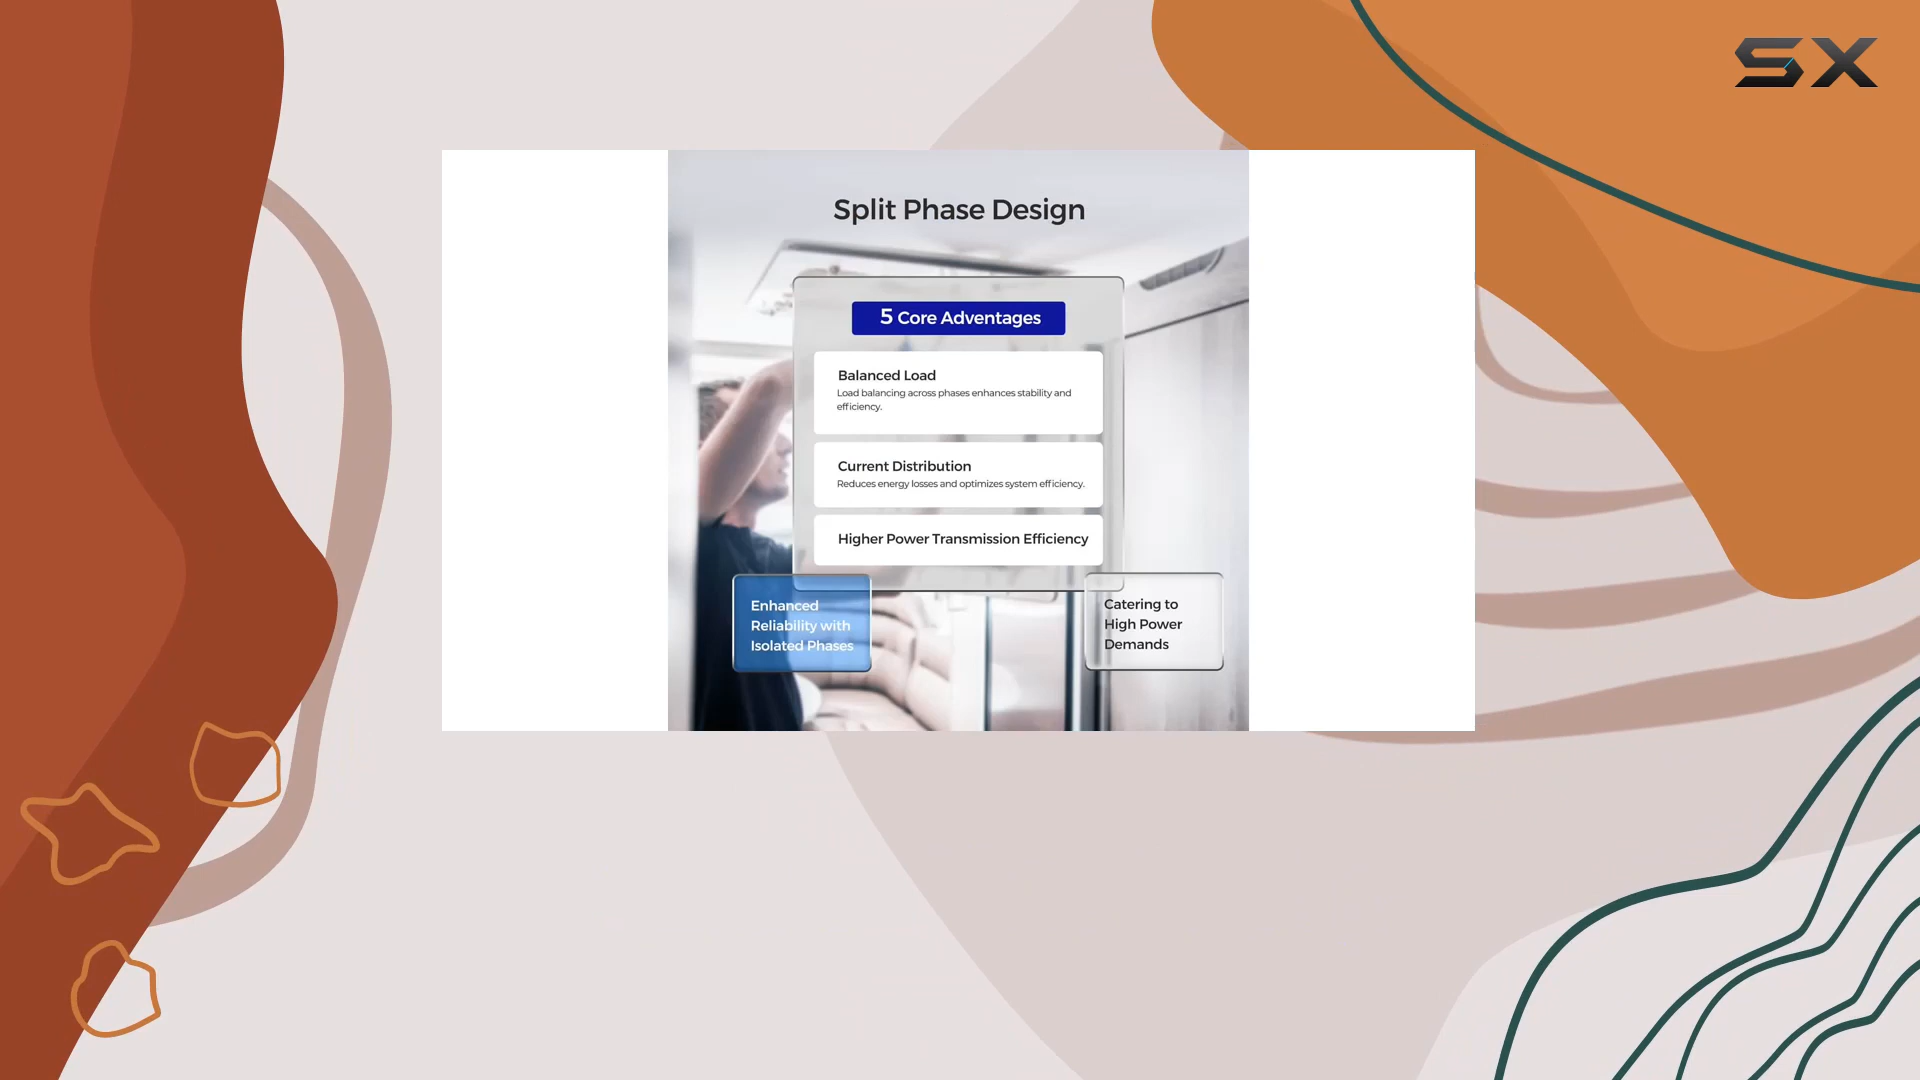 SX
Split Phase Design
5 Core Adventages
Balanced Load
Load balancing across phases enhances stability and
efficiency.
Current Distribution
Reduces energy losses and optimizes system efficiency.
Higher Power Transmission Efficiency
Enhanced
Reliability with
Isolated Phases
Catering to
High Power
Demands